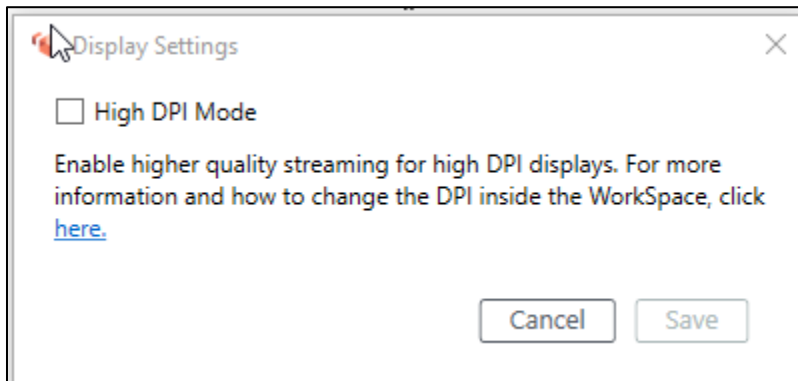 Display Settings
High DPI Mode
Enable higher quality streaming for high DPI displays. For more
information and how to change the DPI inside the WorkSpace, click
here.
Cancel Save